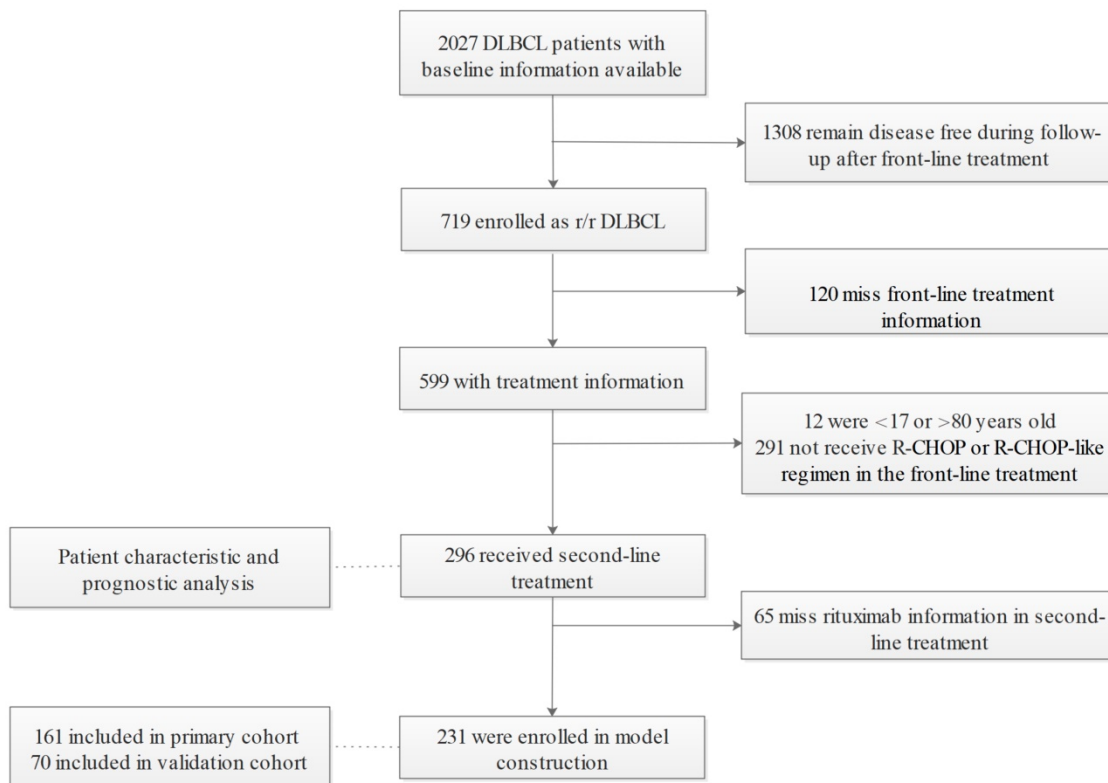 2027 DLBCL patients with
baseline information available
1308 remain disease free during follow-
up after front-line treatment
719 enrolled as r/r DLBCL
120 miss front-line treatment
information
599 with treatment information
12 were <17 or >80 years old
291 not receive R-CHOP or R-CHOP-like
regimen in the front-line treatment
Patient characteristic and
prognostic analysis
296 received second-line
treatment
65 miss rituximab information in second-
line treatment
161 included in primary cohort
70 included in validation cohort
231 were enrolled in model
construction